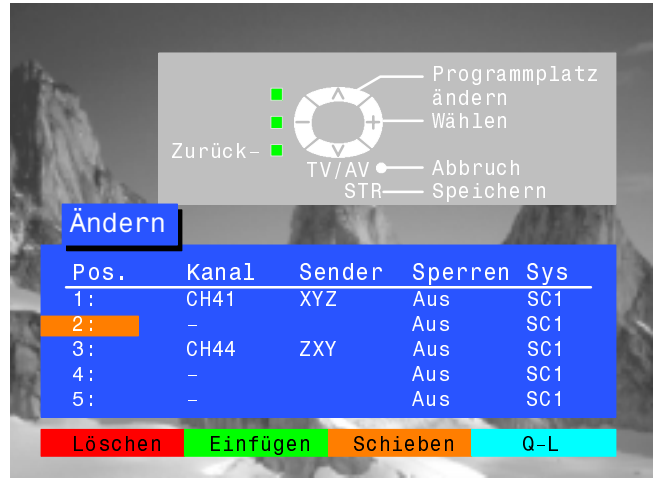 Programmplatz
ändern
Wählen
Zurück–
TV/AV Abbruch
STR Speichern
Ändern
Pos. Kanal Sender Sperren Sys
1: CH41 XYZ Aus SC1
2: – Aus SC1
3: CH44 ZXY Aus SC1
4: – Aus SC1
5: – Aus SC1
Löschen Einfügen Schieben Q–L